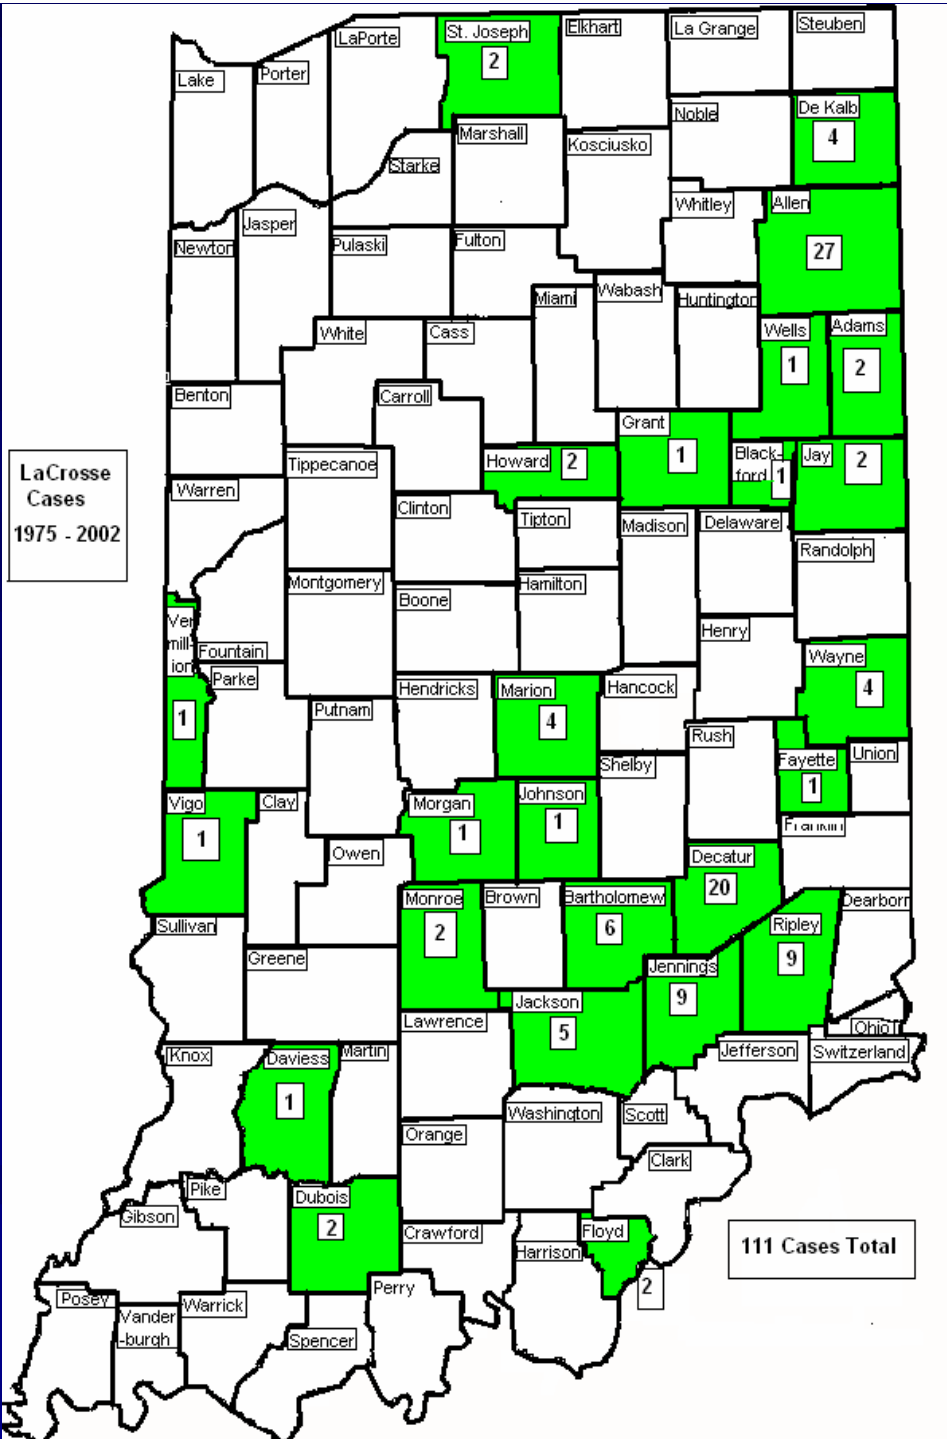 St. Joseph
2
Elkhart
La Grange
Steuben
LaPorte
Lake
Porter
De Kalb
4
Noble
Marshall
Kosciusko
Starke
Whitley
Allen
27
Jasper
Newton
Pulaski
Fulton
Miami
Wabash
Huntington
White
Cass
Wells
1
Adams
2
Benton
Carroll
Grant
1
Howard
2
Black-
ford
1
Jay
2
LaCrosse
Cases
1975 - 2002
Tippecanoe
Warren
Clinton
Tipton
Madison
Delaware
Randolph
Montgomery
Boone
Hamilton
Ver
mill-
ion
1
Fountain
Henry
Wayne
4
Parke
Hendricks
Marion
4
Hancock
Putnam
Rush
Shelby
Fayette
1
Union
Vigo
1
Clay
Morgan
1
Johnson
1
Franklin
Owen
Decatur
20
Monroe
2
Brown
Bartholomew
6
Ripley
9
Dearborn
Sullivan
Greene
Jennings
9
Jackson
5
Lawrence
Ohio
Knox
Daviess
1
Martin
Jefferson
Switzerland
Washington
Scott
Orange
Clark
Pike
Dubois
2
Gibson
Crawford
Harrison
Floyd
2
111 Cases Total
Posey
Vander
-burgh
Warrick
Perry
Spencer